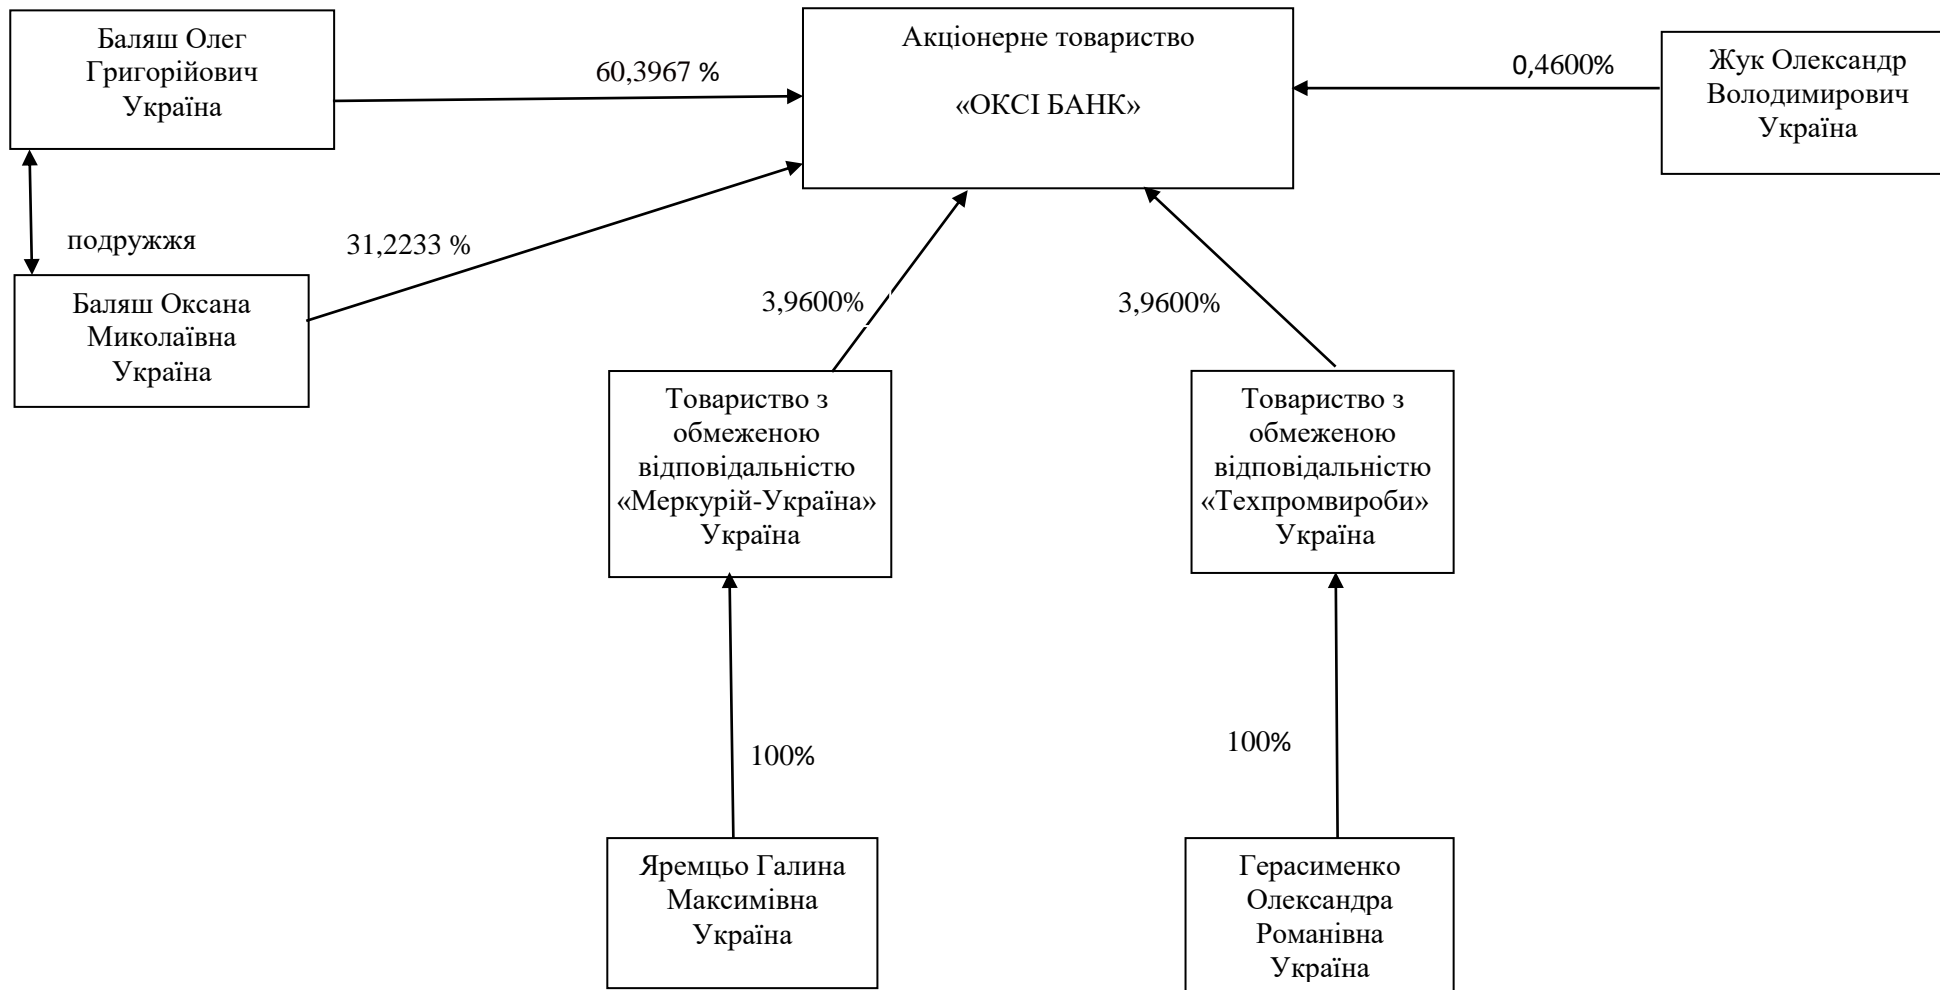 Баляш Олег
Григорійович
Україна
60,3967 %
Акціонерне товариство
«ОКСІ БАНК»
0,4600%
Жук Олександр
Володимирович
Україна
подружжя
31,2233 %
Баляш Оксана
Миколаївна
Україна
3,9600%
3,9600%
Товариство з
обмеженою
відповідальністю
«Меркурій-Україна»
Україна
Товариство з
обмеженою
відповідальністю
«Техпромвироби»
Україна
100%
100%
Яремцьо Галина
Максимівна
Україна
Герасименко
Олександра
Романівна
Україна